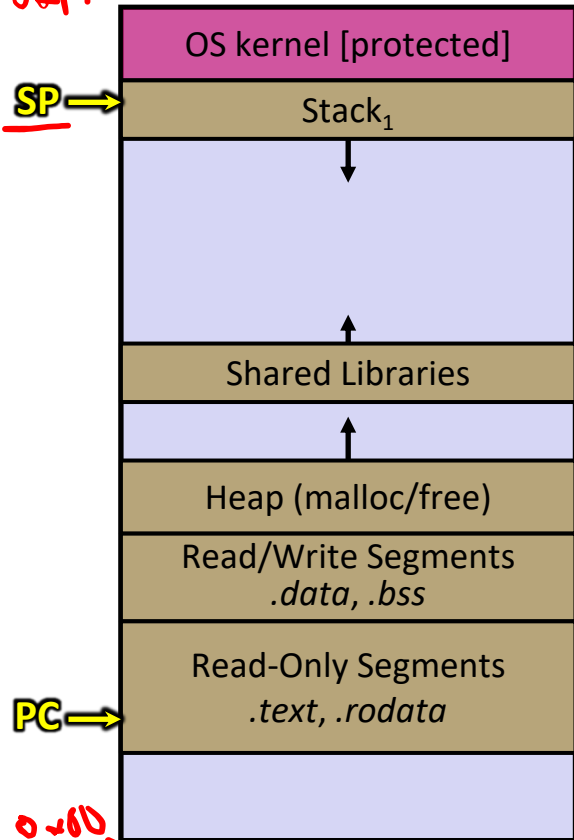 OS kernel [protected]
SP
Stack₁
Shared Libraries
Heap (malloc/free)
Read/Write Segments
.data, .bss
Read-Only Segments
.text, .rodata
PC